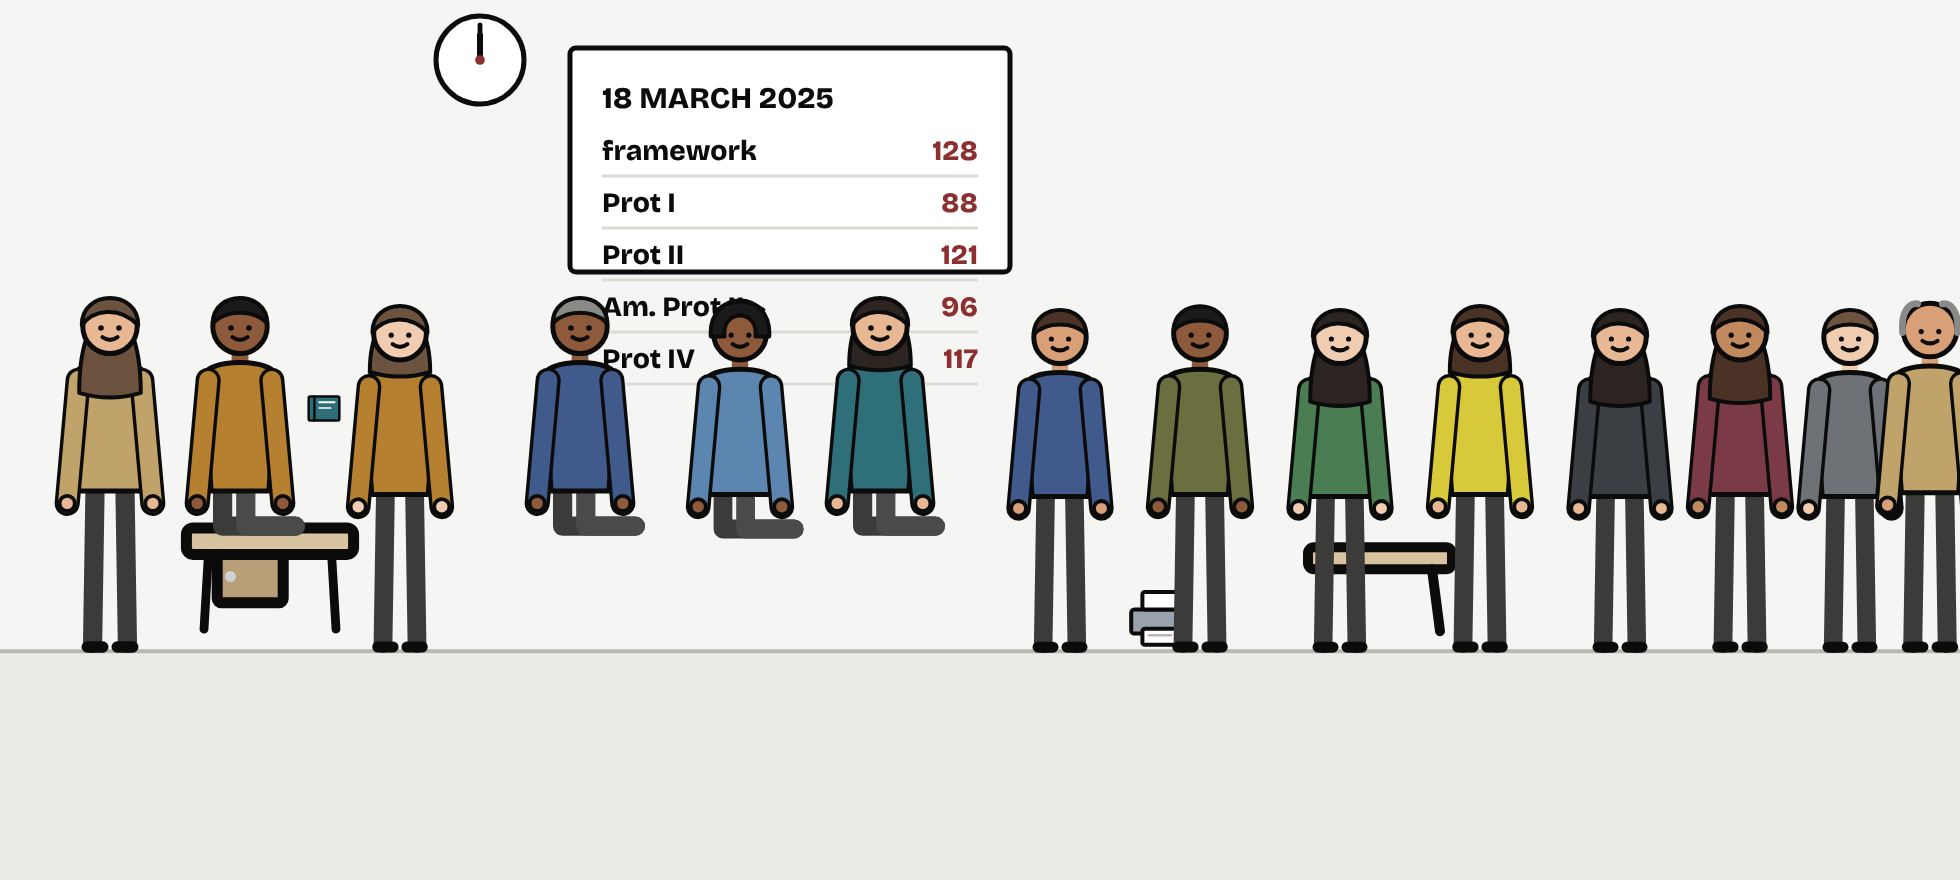 18 MARCH 2025
framework 128
Prot I 88
Prot II 121
Am. Prot 96
Prot IV 117